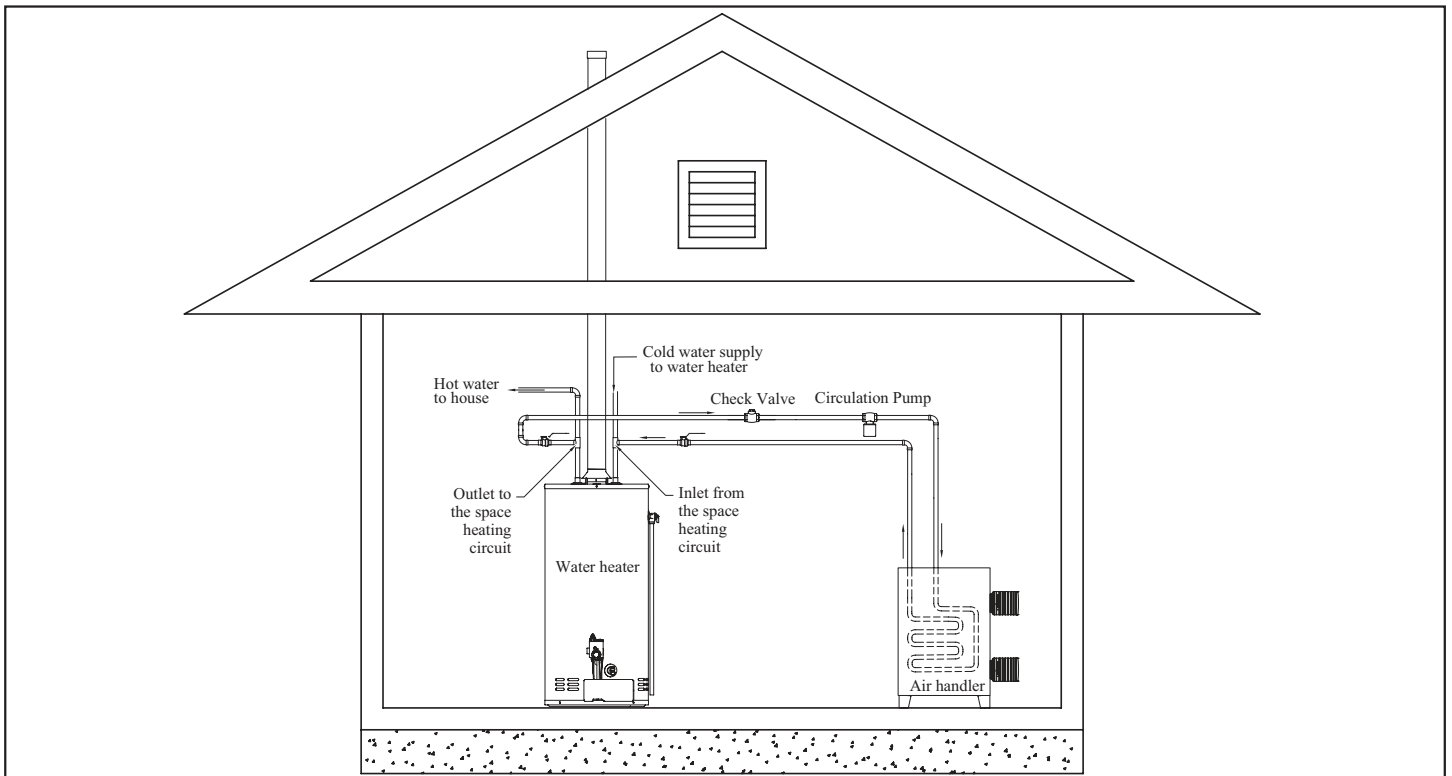 Cold water supply
to water heater
Hot water
to house
Check Valve
Circulation Pump
Outlet to
the space
heating
circuit
Inlet from
the space
heating
circuit
Water heater
Air handler